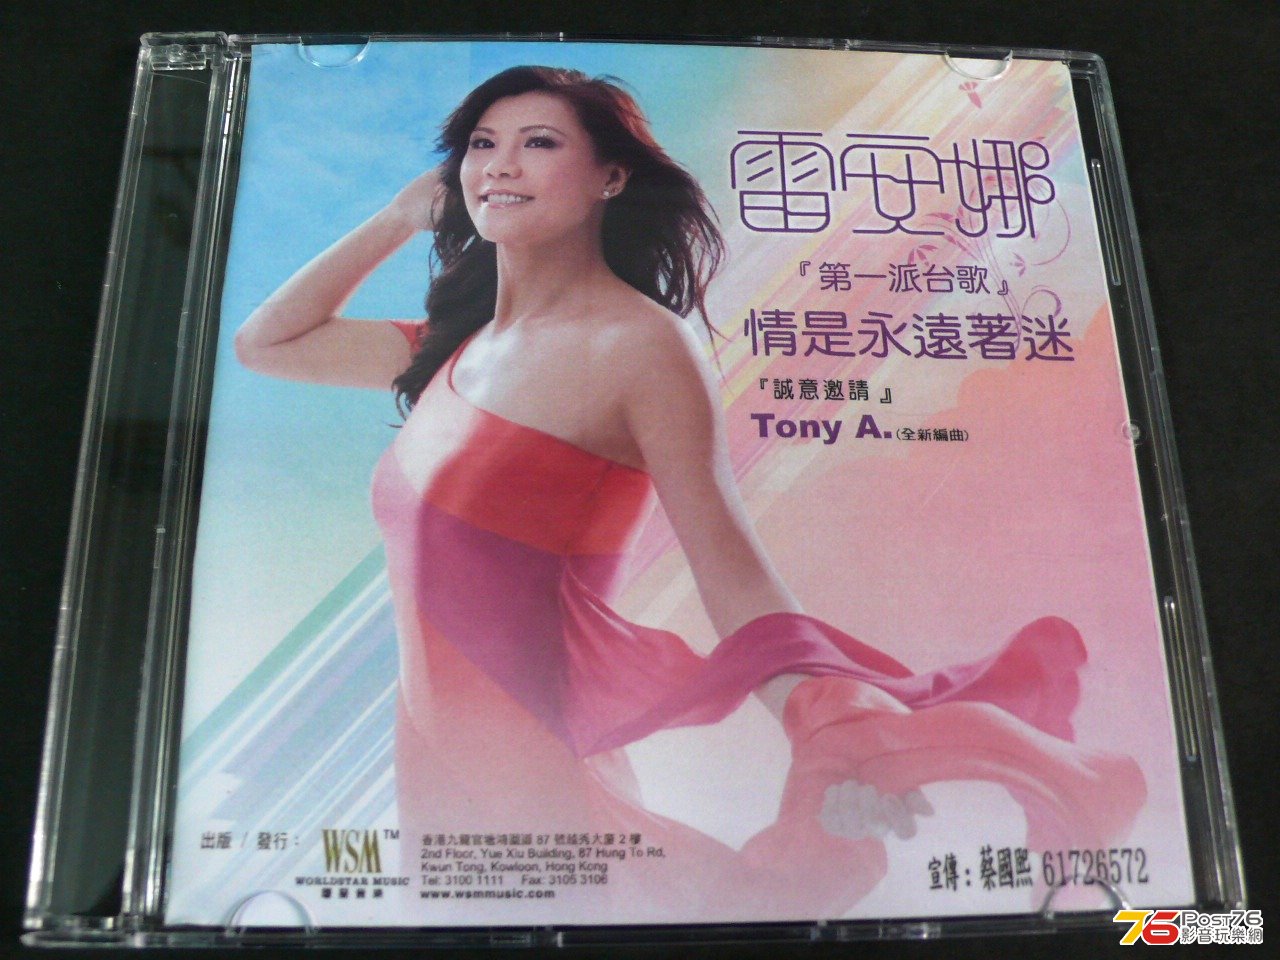 雷安娜
『第一派台歌』
情是永遠著迷
『誠意邀請』
Tony A.(全新編曲)
出版 / 發行：
WSM™
WORLDSTAR MUSIC
香港九龍官塘鴻圖道 87 號越秀大廈 2 樓
2nd Floor, Yue Xiu Building, 87 Hung To Rd,
Kwun Tong, Kowloon, Hong Kong
Tel: 3100 1111 Fax: 3105 3106
www.wsmmusic.com
宣傳：蔡國熙 61726572
76 POST76
影音玩樂網